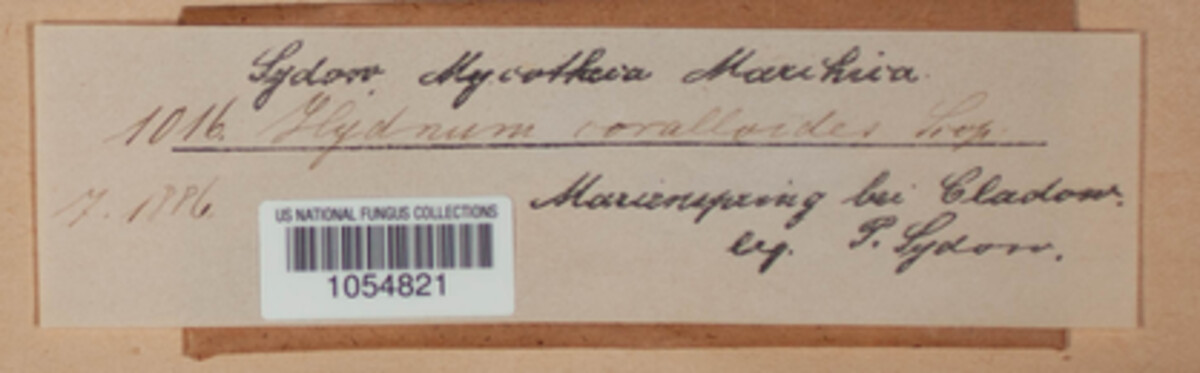 Sydow, Mycotheca Marchica.
1016. Hydnum coralloides Scop.
7. 1886.
Marienspring bei Cladow.
leg. P. Sydow.
US NATIONAL FUNGUS COLLECTIONS
1054821